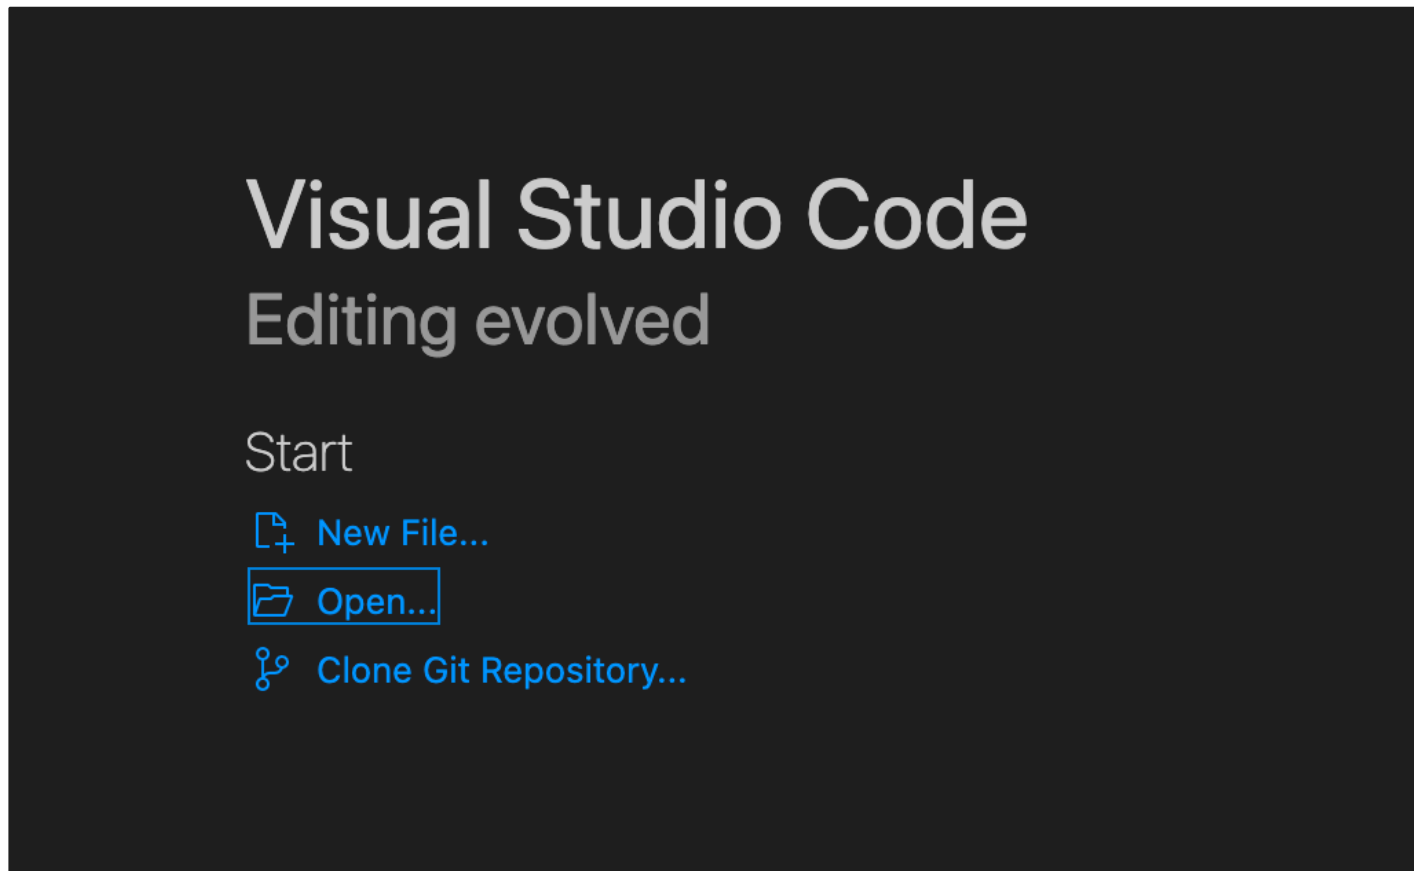 Visual Studio Code
Editing evolved
Start
New File...
Open...
Clone Git Repository...